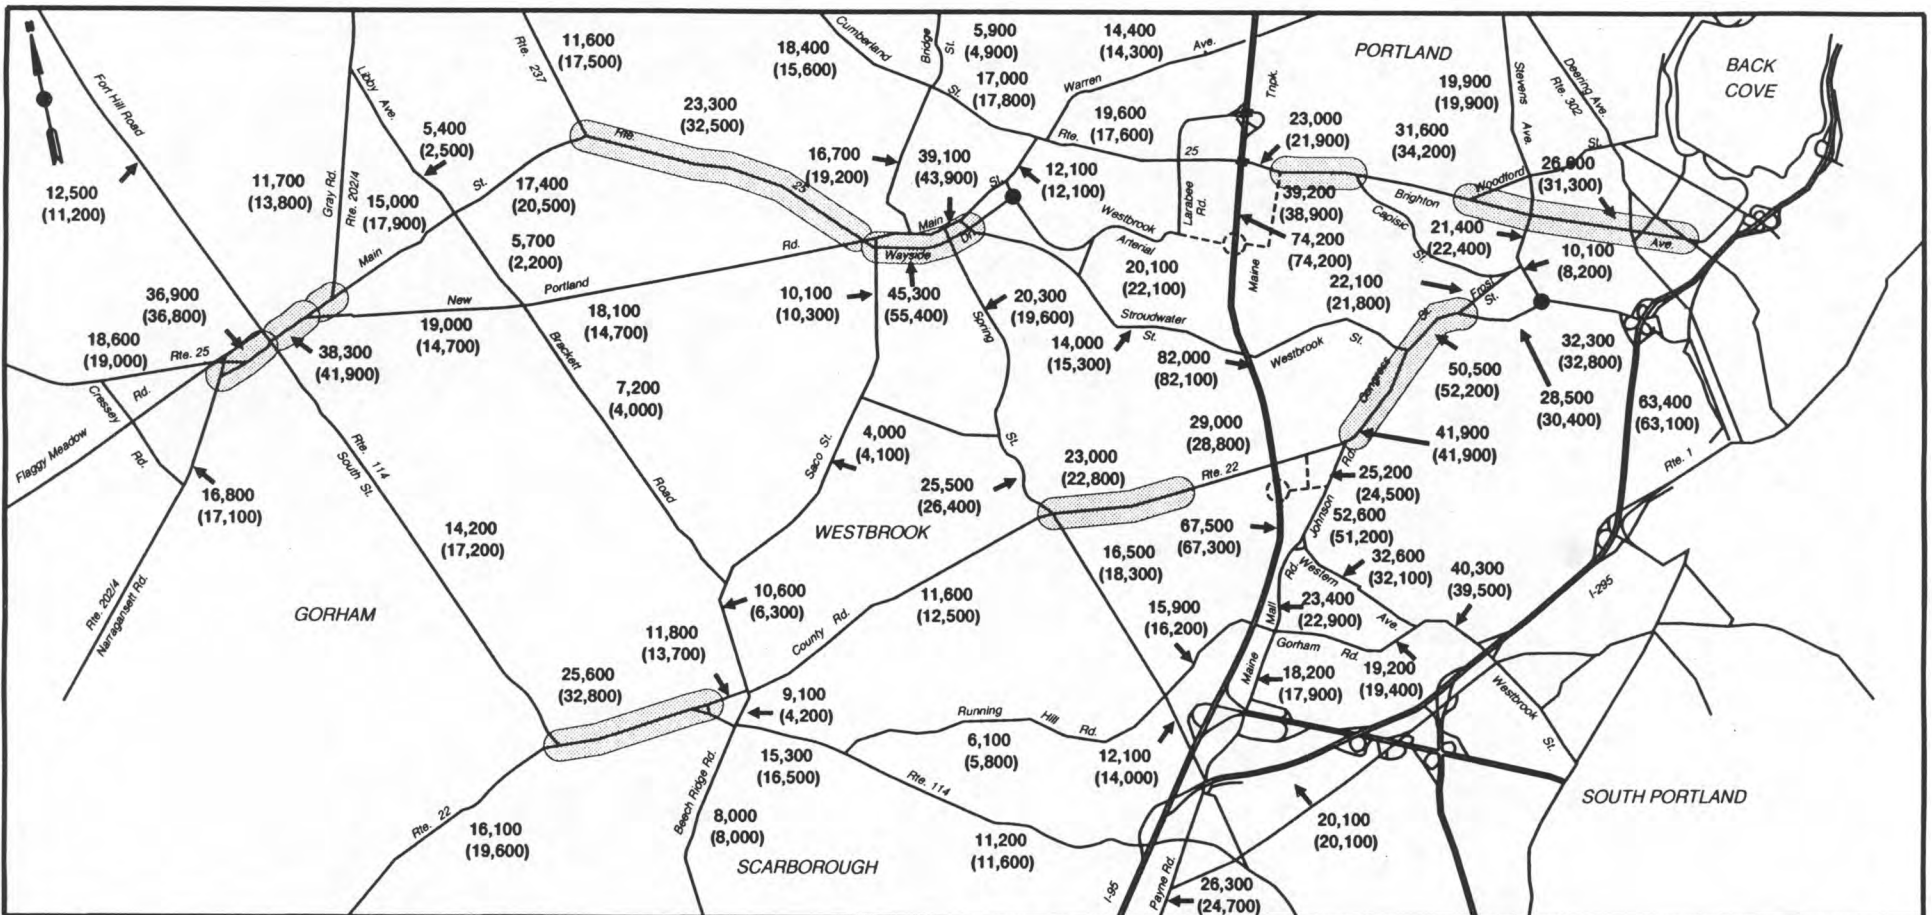 N
Fort Hill Road
12,500
(11,200)
Libby Ave.
Gray Rd.
Rte. 202/4
11,700
(13,800)
5,400
(2,500)
15,000
(17,900)
Main
St.
17,400
(20,500)
5,700
(2,200)
Rte. 237
11,600
(17,500)
23,300
(32,500)
Rte.
25
18,400
(15,600)
Cumberland
St.
Bridge
St.
5,900
(4,900)
17,000
(17,800)
14,400
(14,300)
Warren
Ave.
19,600
(17,600)
Rte.
25
16,700
(19,200)
39,100
(43,900)
12,100
(12,100)
Main
St.
Wayside
Dr.
Westbrook
Arterial
Larabee
Rd.
Tnpk.
Maine
PORTLAND
23,000
(21,900)
31,600
(34,200)
19,900
(19,900)
Stevens
Ave.
Deering Ave.
Rte. 302
BACK
COVE
Woodford
St.
26,600
(31,300)
39,200
(38,900)
Brighton
Ave.
Capisic
St.
21,400
(22,400)
10,100
(8,200)
74,200
(74,200)
20,100
(22,100)
22,100
(21,800)
Frost
St.
36,900
(36,800)
18,600
(19,000)
Rte. 25
38,300
(41,900)
New
Portland
Rd.
19,000
(14,700)
18,100
(14,700)
10,100
(10,300)
45,300
(55,400)
20,300
(19,600)
Spring
St.
Stroudwater
St.
14,000
(15,300)
82,000
(82,100)
Westbrook
St.
Congress
St.
50,500
(52,200)
28,500
(30,400)
32,300
(32,800)
63,400
(63,100)
Cressey
Rd.
Flaggy Meadow
Rd.
Brackett
Road
7,200
(4,000)
Rte. 114
South St.
16,800
(17,100)
4,000
(4,100)
Saco St.
29,000
(28,800)
41,900
(41,900)
Rte. 1
23,000
(22,800)
Rte. 22
25,200
(24,500)
25,500
(26,400)
14,200
(17,200)
WESTBROOK
67,500
(67,300)
Johnson
Rd.
52,600
(51,200)
16,500
(18,300)
Western
Ave.
32,600
(32,100)
40,300
(39,500)
I-295
Rte. 202/4
Narragansett Rd.
GORHAM
10,600
(6,300)
11,600
(12,500)
County Rd.
15,900
(16,200)
Maine
Mall
Rd.
23,400
(22,900)
11,800
(13,700)
Gorham
Rd.
19,200
(19,400)
18,200
(17,900)
Westbrook
St.
25,600
(32,800)
9,100
(4,200)
Running
Hill
Rd.
6,100
(5,800)
12,100
(14,000)
15,300
(16,500)
Rte. 114
Beech Ridge Rd.
8,000
(8,000)
Rte. 22
16,100
(19,600)
SCARBOROUGH
11,200
(11,600)
SOUTH PORTLAND
20,100
(20,100)
I-95
Payne Rd.
26,300
(24,700)